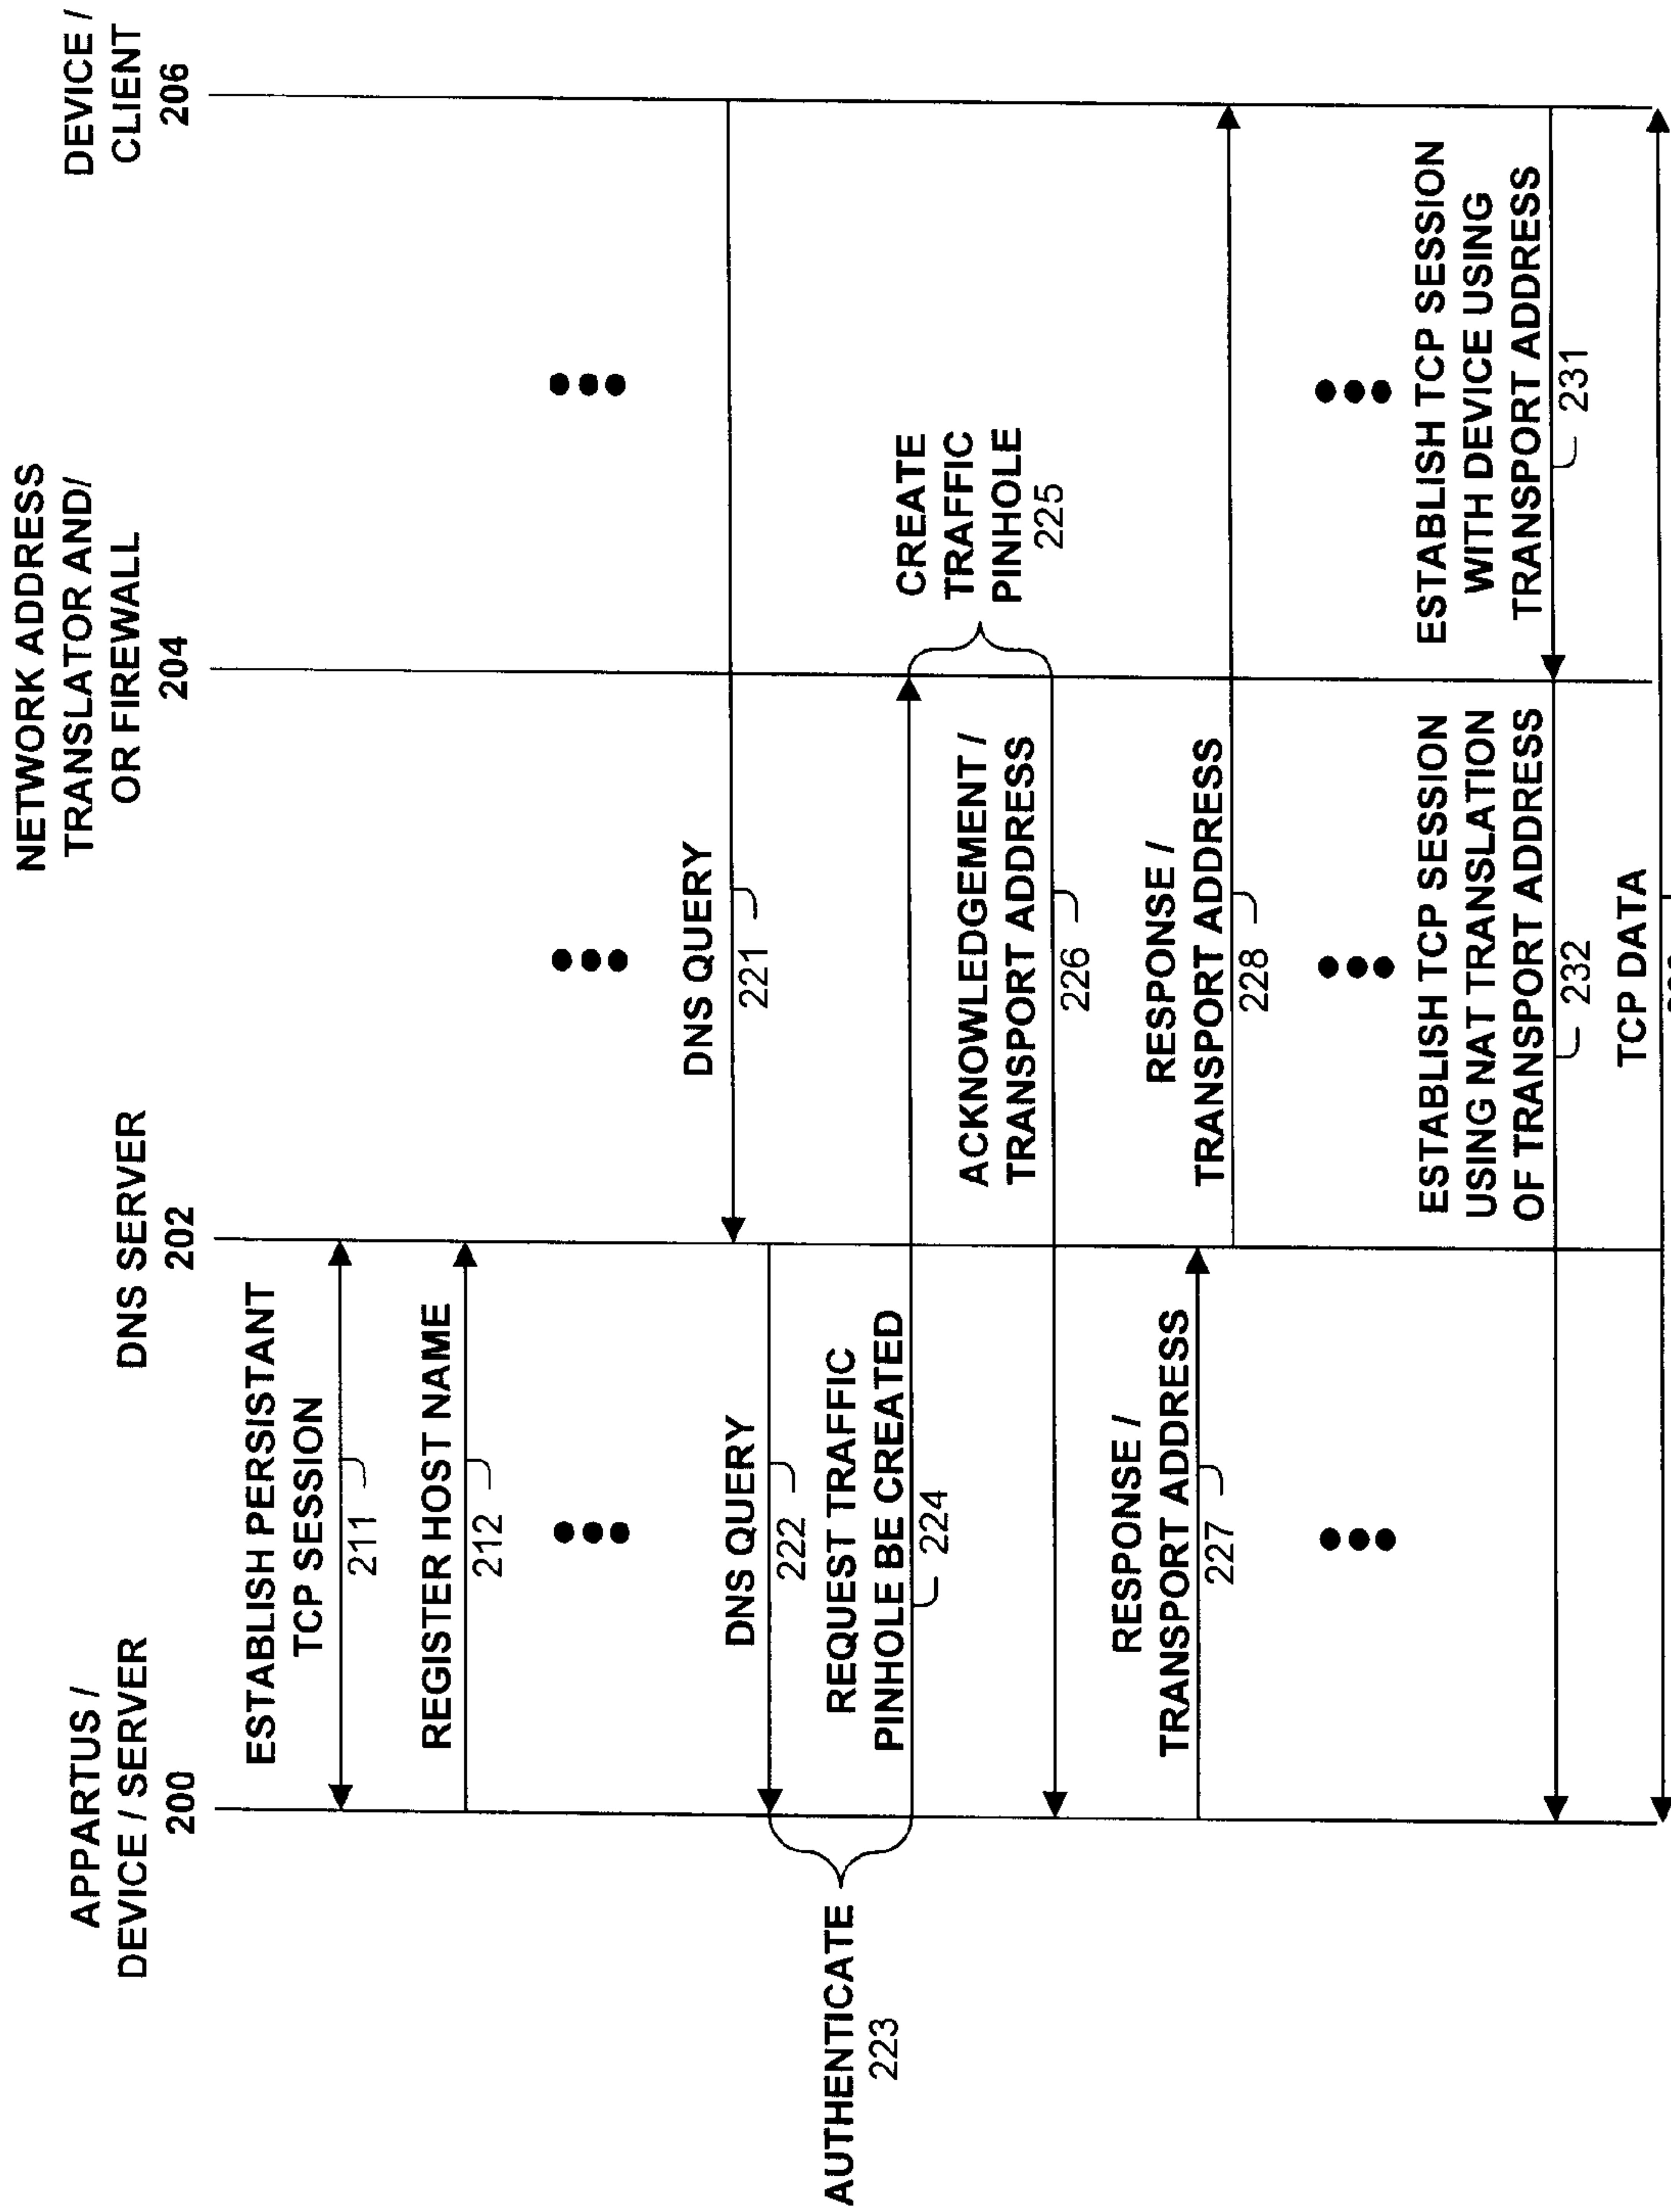 APPARTUS /
DEVICE / SERVER
200
DNS SERVER
202
NETWORK ADDRESS
TRANSLATOR AND/
OR FIREWALL
204
DEVICE /
CLIENT
206
ESTABLISH PERSISTANT
TCP SESSION
211
REGISTER HOST NAME
212
DNS QUERY
221
DNS QUERY
222
AUTHENTICATE
223
REQUEST TRAFFIC
PINHOLE BE CREATED
224
CREATE
TRAFFIC
PINHOLE
225
ACKNOWLEDGEMENT /
TRANSPORT ADDRESS
226
RESPONSE /
TRANSPORT ADDRESS
227
RESPONSE /
TRANSPORT ADDRESS
228
ESTABLISH TCP SESSION
WITH DEVICE USING
TRANSPORT ADDRESS
231
ESTABLISH TCP SESSION
USING NAT TRANSLATION
OF TRANSPORT ADDRESS
232
TCP DATA